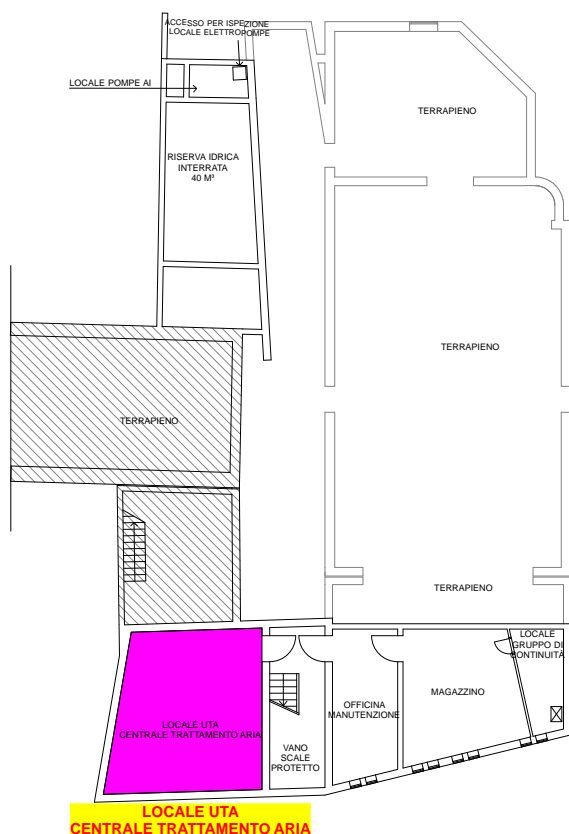 ACCESSO PER ISPEZIONE
LOCALE ELETTROPOMPE
LOCALE POMPE AI
TERRAPIENO
RISERVA IDRICA
INTERRATA
40 M³
TERRAPIENO
TERRAPIENO
TERRAPIENO
LOCALE
GRUPPO DI
CONTINUITÀ
MAGAZZINO
OFFICINA
MANUTENZIONE
LOCALE UTA
CENTRALE TRATTAMENTO ARIA
VANO
SCALE
PROTETTO
LOCALE UTA
CENTRALE TRATTAMENTO ARIA